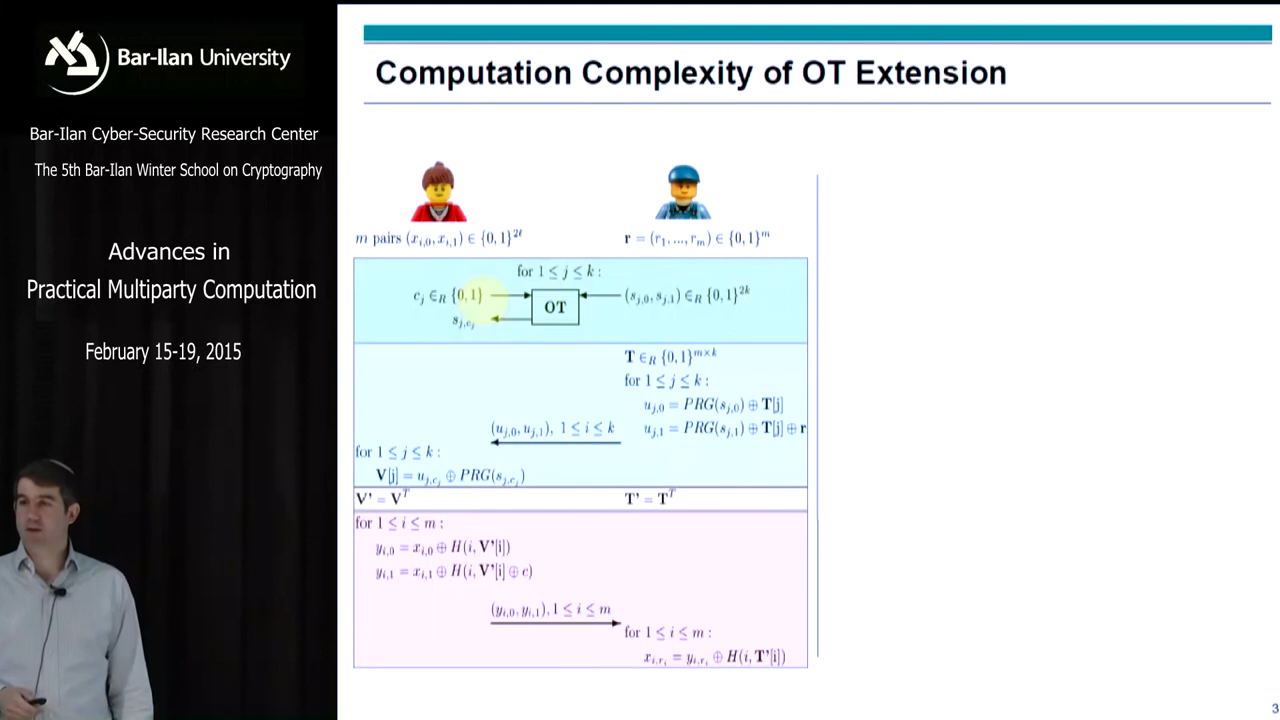 Bar-Ilan University
Bar-Ilan Cyber-Security Research Center
The 5th Bar-Ilan Winter School on Cryptography
Advances in
Practical Multiparty Computation
February 15-19, 2015
Computation Complexity of OT Extension
m pairs (x_{i,0}, x_{i,1}) ∈ {0,1}^{2ℓ}
r = (r_1, ..., r_m) ∈ {0,1}^m
for 1 ≤ j ≤ k :
c_j ∈_R {0,1}
OT
(s_{j,0}, s_{j,1}) ∈_R {0,1}^{2k}
s_{j,c_j}
T ∈_R {0,1}^{m×k}
for 1 ≤ j ≤ k :
u_{j,0} = PRG(s_{j,0}) ⊕ T[j]
u_{j,1} = PRG(s_{j,1}) ⊕ T[j] ⊕ r
(u_{j,0}, u_{j,1}), 1 ≤ i ≤ k
for 1 ≤ j ≤ k :
V[j] = u_{j,c_j} ⊕ PRG(s_{j,c_j})
V' = V^T
T' = T^T
for 1 ≤ i ≤ m :
y_{i,0} = x_{i,0} ⊕ H(i, V'[i])
y_{i,1} = x_{i,1} ⊕ H(i, V'[i] ⊕ c)
(y_{i,0}, y_{i,1}), 1 ≤ i ≤ m
for 1 ≤ i ≤ m :
x_{i,r_i} = y_{i,r_i} ⊕ H(i, T'[i])
3